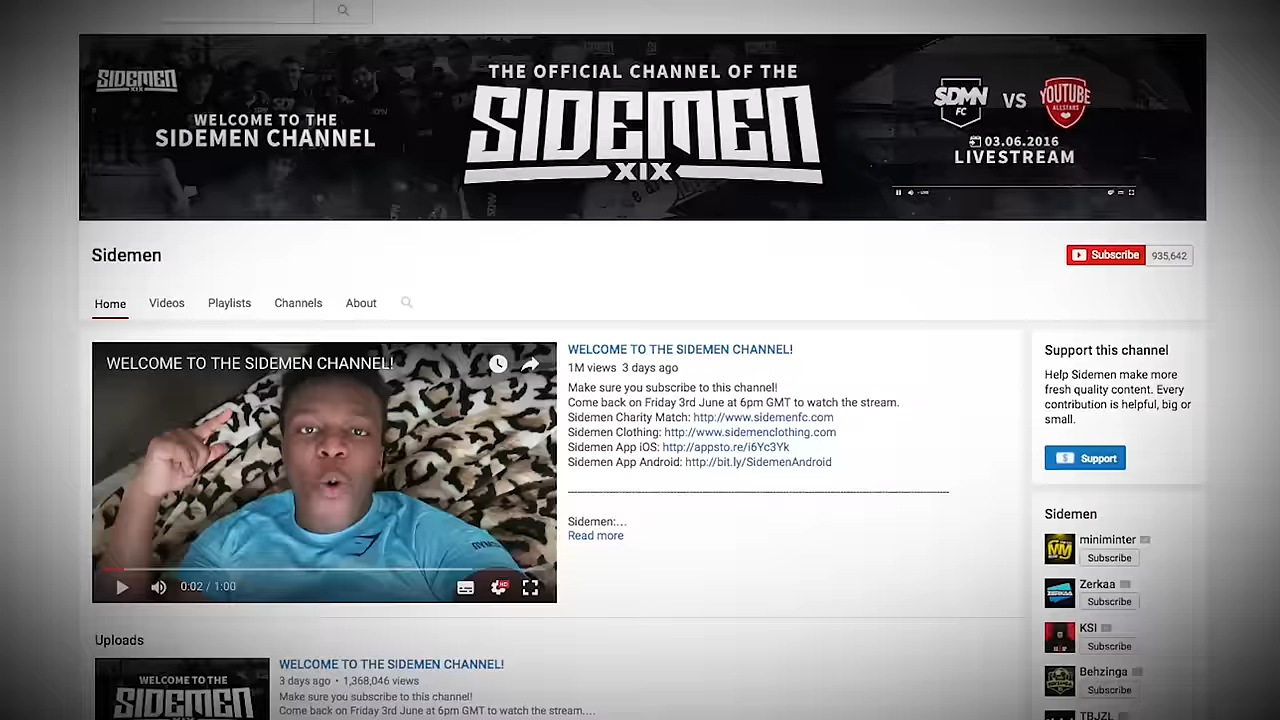 SIDEMEN
XIX
WELCOME TO THE
SIDEMEN CHANNEL
THE OFFICIAL CHANNEL OF THE
SIDEMEN
XIX
SDMN
FC
VS
YOUTUBE
ALLSTARS
03.06.2016
LIVESTREAM
Sidemen
Subscribe 935,642
Home Videos Playlists Channels About
WELCOME TO THE SIDEMEN CHANNEL!
GYMS
0:02 / 1:00
HD
WELCOME TO THE SIDEMEN CHANNEL!
1M views 3 days ago
Make sure you subscribe to this channel!
Come back on Friday 3rd June at 6pm GMT to watch the stream.
Sidemen Charity Match: http://www.sidemenfc.com
Sidemen Clothing: http://www.sidemenclothing.com
Sidemen App iOS: http://appsto.re/i6Yc3Yk
Sidemen App Android: http://bit.ly/SidemenAndroid
Sidemen:...
Read more
Support this channel
Help Sidemen make more
fresh quality content. Every
contribution is helpful, big or
small.
Support
Sidemen
miniminter
Subscribe
Zerkaa
Subscribe
KSI
Subscribe
Behzinga
Subscribe
TBJZL
Uploads
WELCOME TO THE
SIDEMEN
XIX
WELCOME TO THE SIDEMEN CHANNEL!
3 days ago • 1,368,046 views
Make sure you subscribe to this channel!
Come back on Friday 3rd June at 6pm GMT to watch the stream....